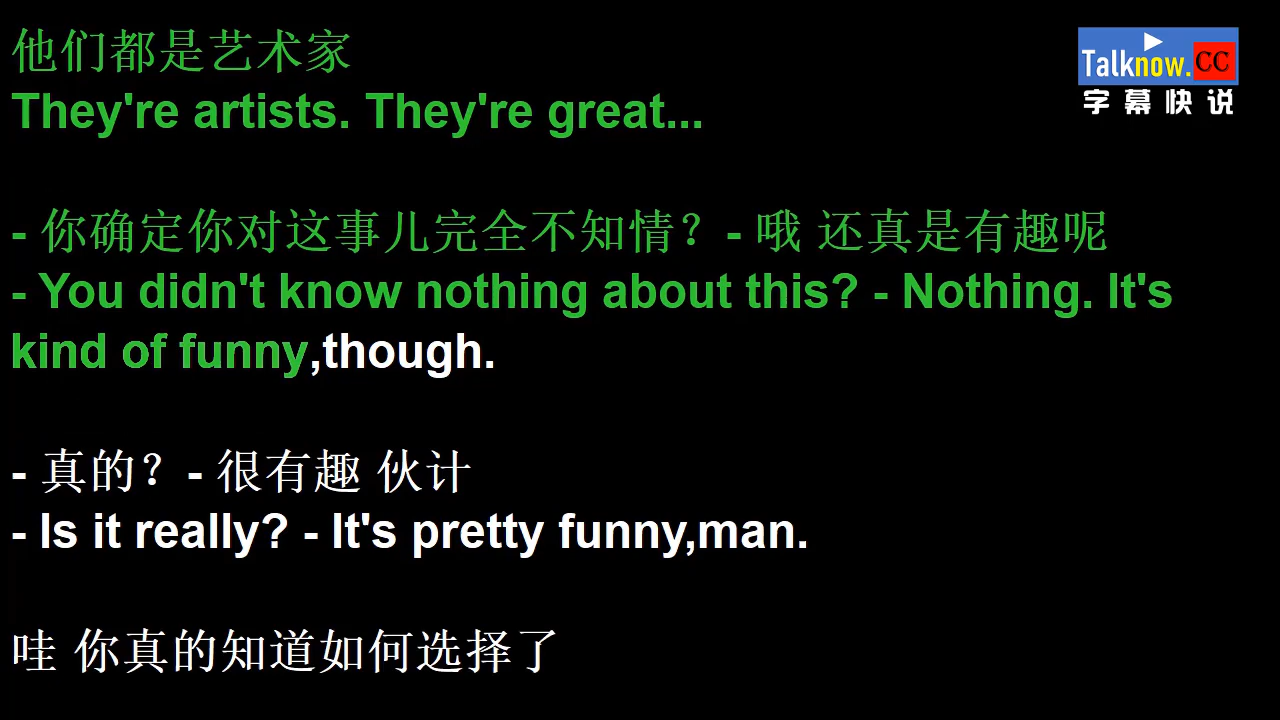 他们都是艺术家
They're artists. They're great...
- 你确定你对这事儿完全不知情？- 哦 还真是有趣呢
- You didn't know nothing about this? - Nothing. It's
kind of funny,though.
- 真的？- 很有趣 伙计
- Is it really? - It's pretty funny,man.
哇 你真的知道如何选择了
Talknow.CC
字幕快说